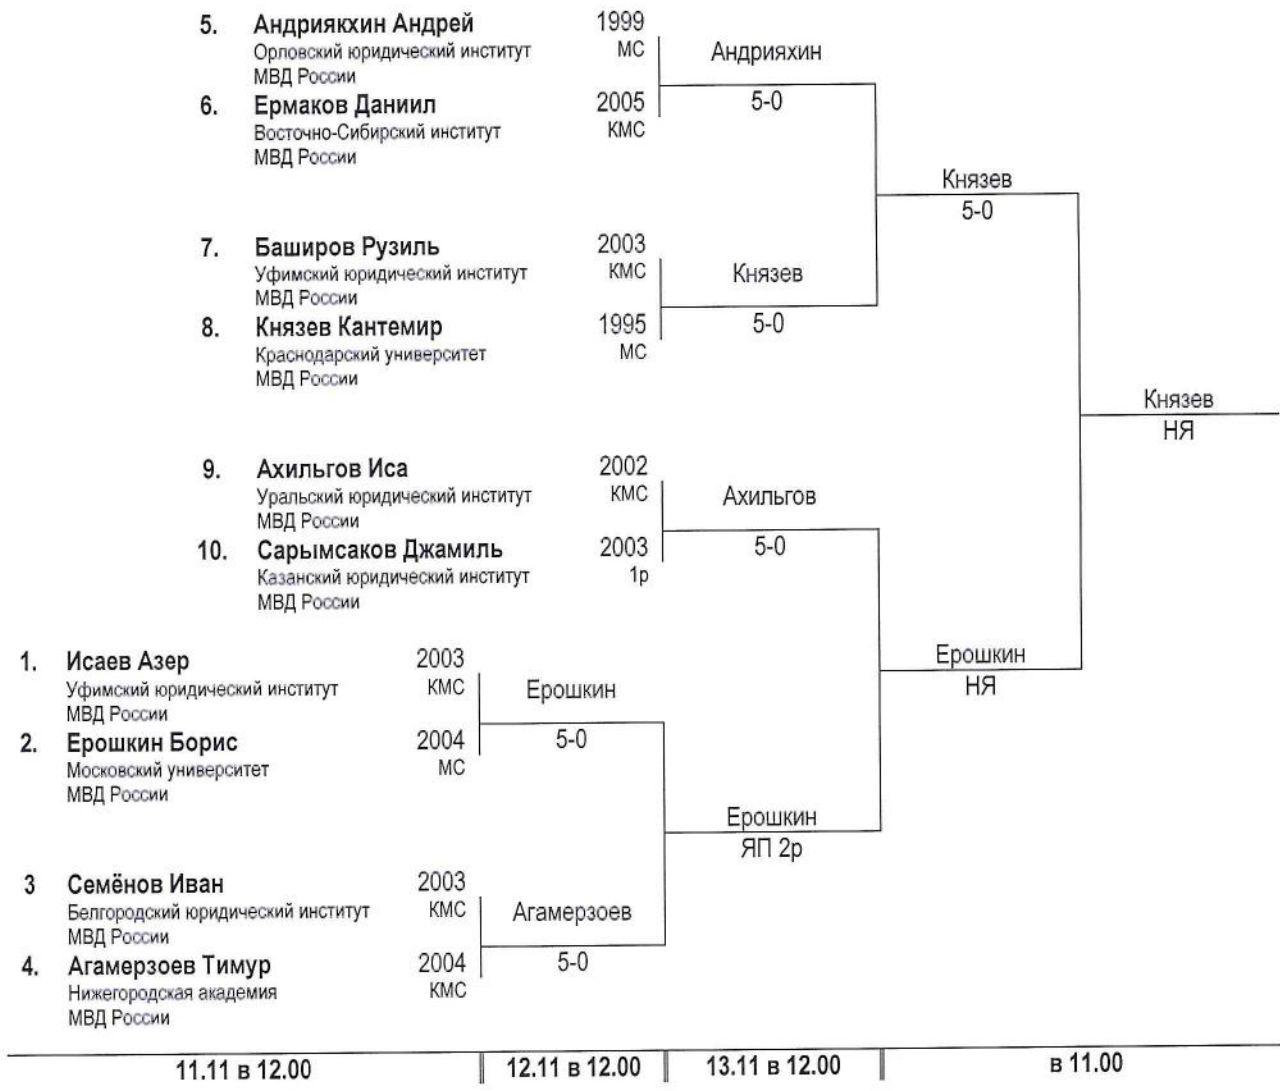 5. Андриякхин Андрей 1999
Орловский юридический институт МС
МВД России
6. Ермаков Даниил 2005
Восточно-Сибирский институт КМС
МВД России
Андрияхин
5-0
7. Баширов Рузиль 2003
Уфимский юридический институт КМС
МВД России
8. Князев Кантемир 1995
Краснодарский университет МС
МВД России
Князев
5-0
Князев
5-0
9. Ахильгов Иса 2002
Уральский юридический институт КМС
МВД России
10. Сарымсаков Джамиль 2003
Казанский юридический институт 1р
МВД России
Ахильгов
5-0
1. Исаев Азер 2003
Уфимский юридический институт КМС
МВД России
2. Ерошкин Борис 2004
Московский университет МС
МВД России
Ерошкин
5-0
3 Семёнов Иван 2003
Белгородский юридический институт КМС
МВД России
4. Агамерзоев Тимур 2004
Нижегородская академия КМС
МВД России
Агамерзоев
5-0
Ерошкин
ЯП 2р
Ерошкин
НЯ
Князев
НЯ
11.11 в 12.00 12.11 в 12.00 13.11 в 12.00 в 11.00